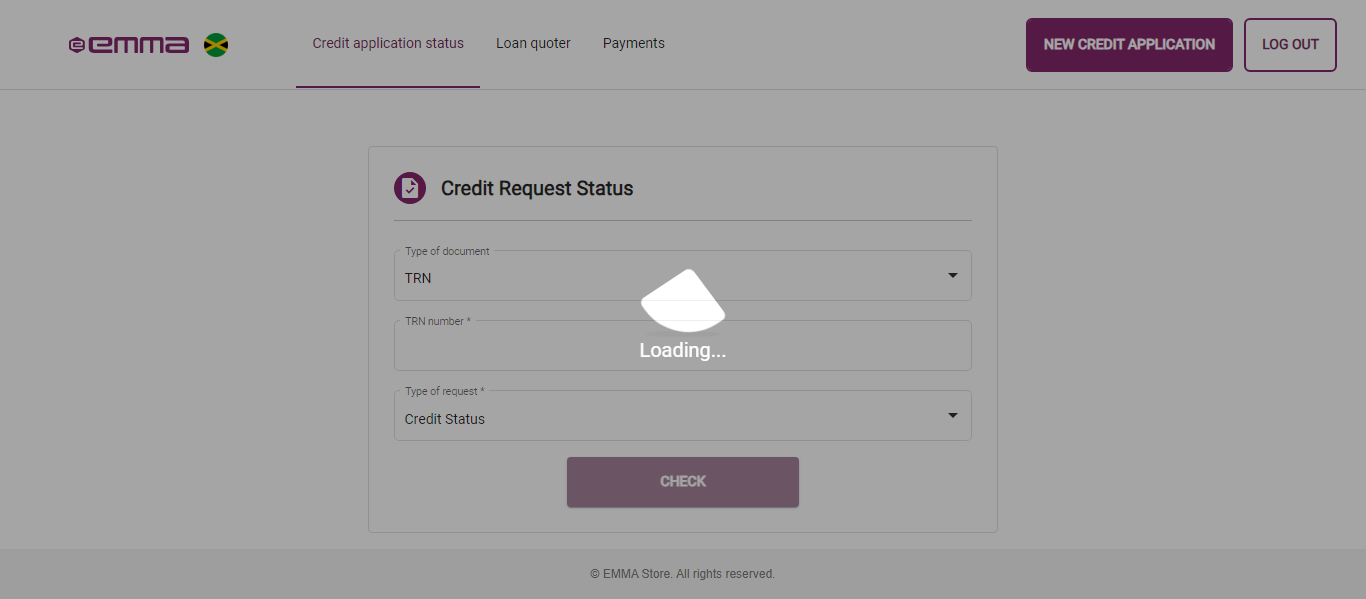 emma
Credit application status
Loan quoter
Payments
NEW CREDIT APPLICATION
LOG OUT
Credit Request Status
Type of document
TRN
TRN number *
Loading...
Type of request *
Credit Status
CHECK
© EMMA Store. All rights reserved.